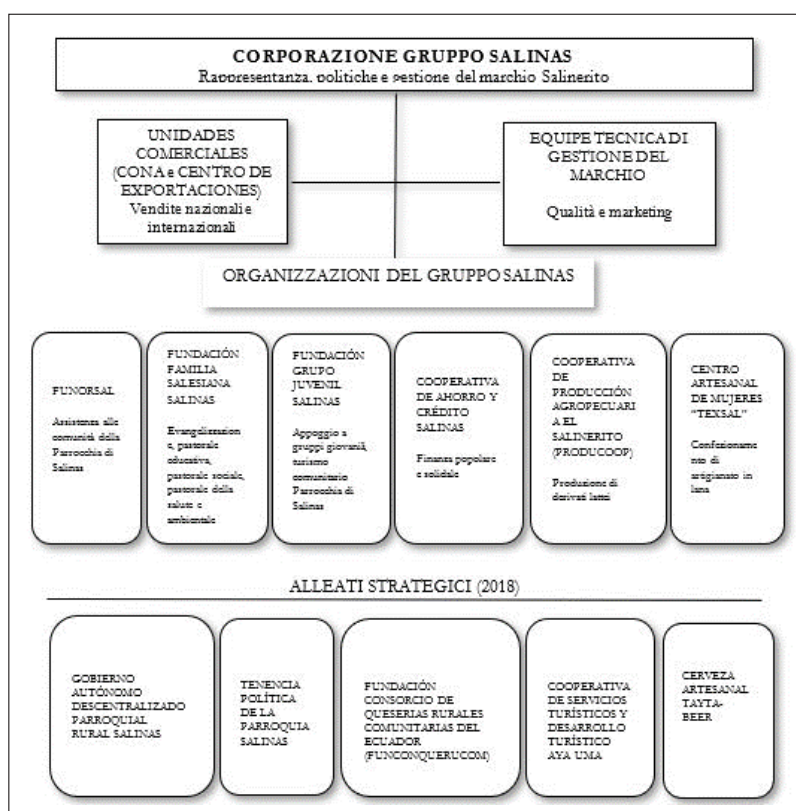 CORPORAZIONE GRUPPO SALINAS
Rappresentanza, politiche e gestione del marchio Salinerito
UNIDADES
COMERCIALES
(CONA e CENTRO DE
EXPORTACIONES)
Vendite nazionali e
internazionali
EQUIPE TECNICA DI
GESTIONE DEL
MARCHIO
Qualità e marketing
ORGANIZZAZIONI DEL GRUPPO SALINAS
FUNORSAL
Assistenza alle
comunità della
Parrocchia di
Salinas
FUNDACIÓN
FAMILIA
SALESIANA
SALINAS
Evangelizzazion
e, pastorale
educativa,
pastorale sociale,
pastorale della
salute e
ambientale
FUNDACIÓN
GRUPO
JUVENIL
SALINAS
Appoggio a
gruppi giovanili,
turismo
comunitario
Parrocchia di
Salinas
COOPERATIVA
DE AHORRO Y
CRÉDITO
SALINAS
Finanza popolare
e solidale
COOPERATIVA
DE
PRODUCCIÓN
AGROPECUARI
A EL
SALINERITO
(PRODUCOOP)
Produzione di
derivati lattei
CENTRO
ARTESANAL
DE MUJERES
"TEXSAL"
Confezioname
nto di
artigianato in
lana
ALLEATI STRATEGICI (2018)
GOBIERNO
AUTÓNOMO
DESCENTRALIZADO
PARROQUIAL
RURAL SALINAS
TENENCIA
POLÍTICA
DE LA
PARROQUIA
SALINAS
FUNDACIÓN
CONSORCIO DE
QUESERIAS RURALES
COMUNITARIAS DEL
ECUADOR
(FUNCONQUERUCOM)
COOPERATIVA
DE SERVICIOS
TURÍSTICOS Y
DESARROLLO
TURÍSTICO
AYA UMA
CERVEZA
ARTESANAL
TAYTA-
BEER